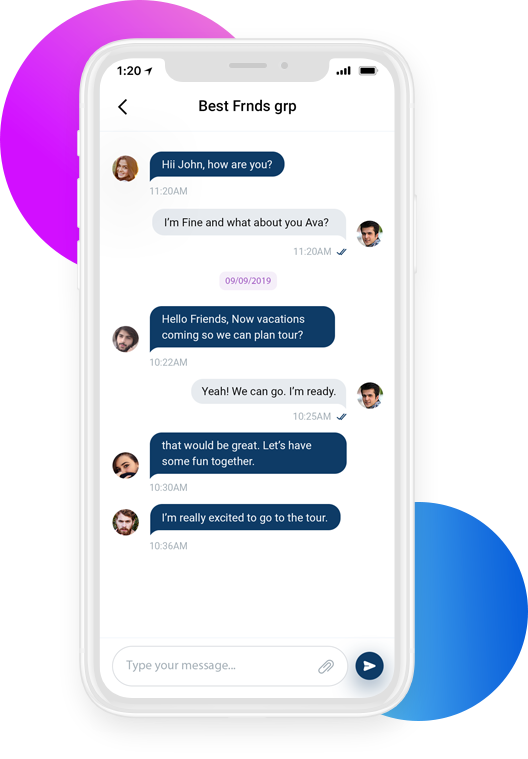 1:20
Best Frnds grp
Hii John, how are you?
11:20AM
I'm Fine and what about you Ava?
11:20AM
09/09/2019
Hello Friends, Now vacations
coming so we can plan tour?
10:22AM
Yeah! We can go. I'm ready.
10:25AM
that would be great. Let's have
some fun together.
10:30AM
I'm really excited to go to the tour.
10:36AM
Type your message...